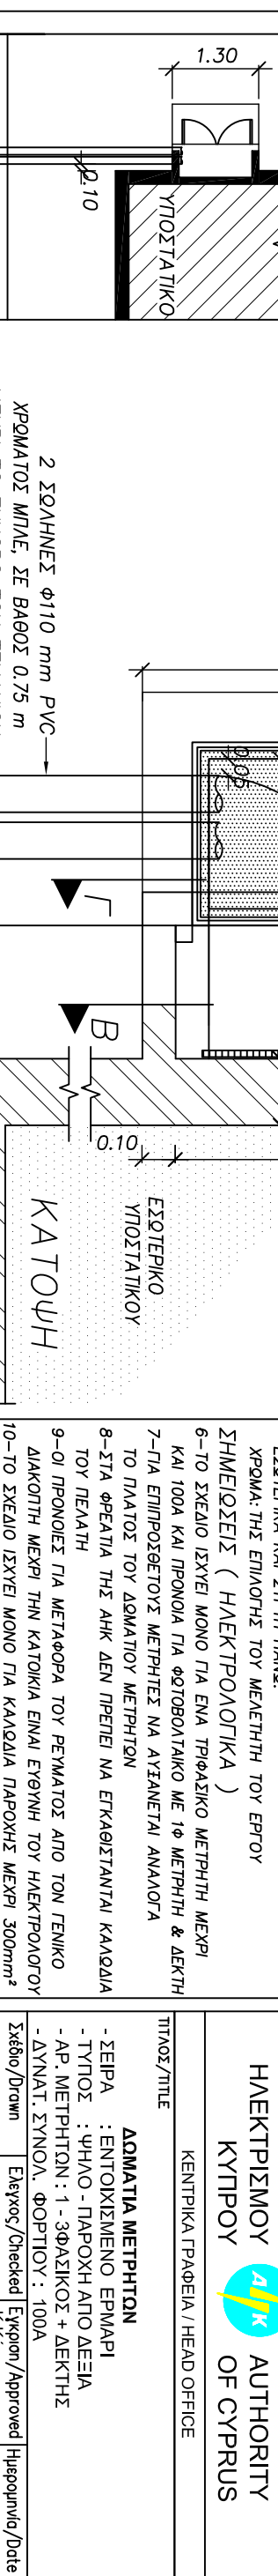 1.30
0.10
ΥΠΟΣΤΑΤΙΚΟ
2 ΣΩΛΗΝΕΣ Φ110 mm PVC
ΧΡΩΜΑΤΟΣ ΜΠΛΕ, ΣΕ ΒΑΘΟΣ 0.75 m
0.05
Γ
Β
0.10
ΕΣΩΤΕΡΙΚΟ
ΥΠΟΣΤΑΤΙΚΟΥ
ΚΑΤΟΨΗ
ΧΡΩΜΑ: ΤΗΣ ΕΠΙΛΟΓΗΣ ΤΟΥ ΜΕΛΕΤΗΤΗ ΤΟΥ ΕΡΓΟΥ
ΣΗΜΕΙΩΣΕΙΣ ( ΗΛΕΚΤΡΟΛΟΓΙΚΑ )
6-ΤΟ ΣΧΕΔΙΟ ΙΣΧΥΕΙ ΜΟΝΟ ΓΙΑ ΕΝΑ ΤΡΙΦΑΣΙΚΟ ΜΕΤΡΗΤΗ ΜΕΧΡΙ
ΚΑΙ 100Α ΚΑΙ ΠΡΟΝΟΙΑ ΓΙΑ ΦΩΤΟΒΟΛΤΑΙΚΟ ΜΕ 1Φ ΜΕΤΡΗΤΗ & ΔΕΚΤΗ
7-ΓΙΑ ΕΠΙΠΡΟΣΘΕΤΟΥΣ ΜΕΤΡΗΤΕΣ ΝΑ ΑΥΞΑΝΕΤΑΙ ΑΝΑΛΟΓΑ
ΤΟ ΠΛΑΤΟΣ ΤΟΥ ΔΩΜΑΤΙΟΥ ΜΕΤΡΗΤΩΝ
8-ΣΤΑ ΦΡΕΑΤΙΑ ΤΗΣ ΑΗΚ ΔΕΝ ΠΡΕΠΕΙ ΝΑ ΕΓΚΑΘΙΣΤΑΝΤΑΙ ΚΑΛΩΔΙΑ
ΤΟΥ ΠΕΛΑΤΗ
9-ΟΙ ΠΡΟΝΟΙΕΣ ΓΙΑ ΜΕΤΑΦΟΡΑ ΤΟΥ ΡΕΥΜΑΤΟΣ ΑΠΟ ΤΟΝ ΓΕΝΙΚΟ
ΔΙΑΚΟΠΤΗ ΜΕΧΡΙ ΤΗΝ ΚΑΤΟΙΚΙΑ ΕΙΝΑΙ ΕΥΘΥΝΗ ΤΟΥ ΗΛΕΚΤΡΟΛΟΓΟΥ
10-ΤΟ ΣΧΕΔΙΟ ΙΣΧΥΕΙ ΜΟΝΟ ΓΙΑ ΚΑΛΩΔΙΑ ΠΑΡΟΧΗΣ ΜΕΧΡΙ 300mm²
ΗΛΕΚΤΡΙΣΜΟΥ AUTHORITY
ΚΥΠΡΟΥ OF CYPRUS
ΑΗΚ
ΚΕΝΤΡΙΚΑ ΓΡΑΦΕΙΑ / HEAD OFFICE
ΤΙΤΛΟΣ/TITLE
ΔΩΜΑΤΙΑ ΜΕΤΡΗΤΩΝ
- ΣΕΙΡΑ : ΕΝΤΟΙΧΙΣΜΕΝΟ ΕΡΜΑΡΙ
- ΤΥΠΟΣ : ΨΗΛΟ - ΠΑΡΟΧΗ ΑΠΟ ΔΕΞΙΑ
- ΑΡ. ΜΕΤΡΗΤΩΝ : 1 - 3ΦΑΣΙΚΟΣ + ΔΕΚΤΗΣ
- ΔΥΝΑΤ. ΣΥΝΟΛ. ΦΟΡΤΙΟΥ : 100Α
Σχέδιο/Drawn Ελεγχος/Checked Εγκριση/Approved Ημερομηνία/Date